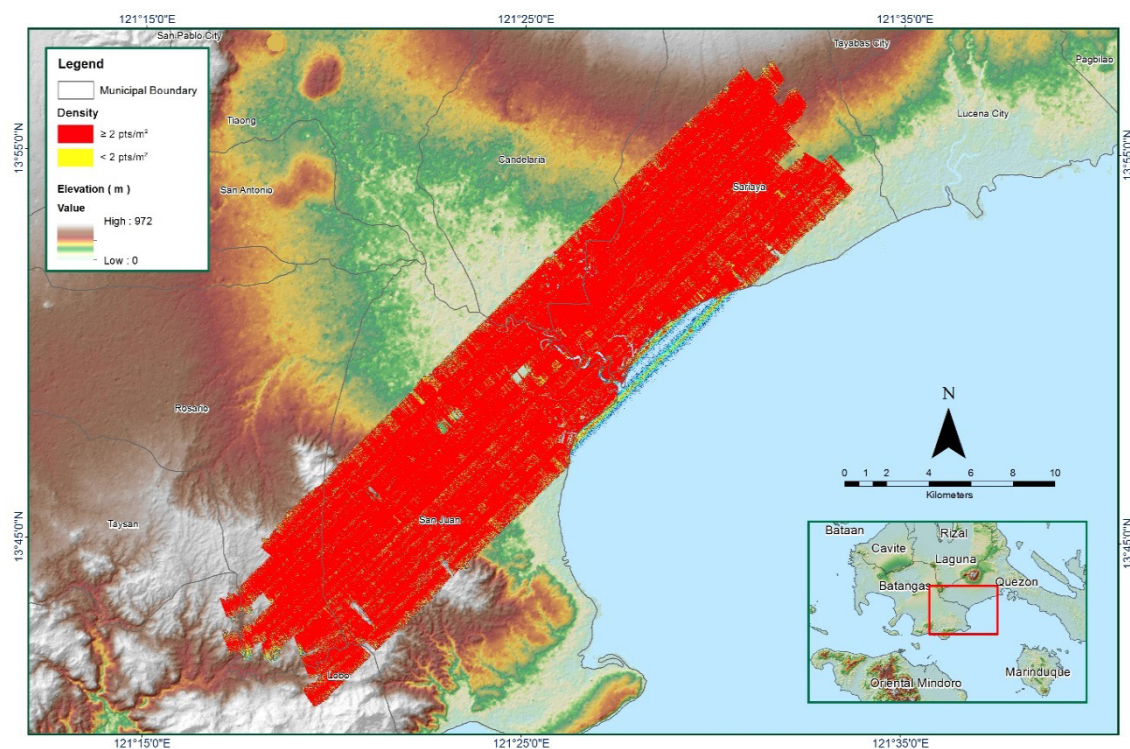 121°15'0"E
121°25'0"E
121°35'0"E
San Pablo City
Tayabas City
Pagbilao
Legend
Municipal Boundary
Density
≥ 2 pts/m²
< 2 pts/m²
Elevation ( m )
Value
High : 972
Low : 0
Tiaong
Lucena City
13°55'0"N
13°55'0"N
Candelaria
San Antonio
Sariaya
Rosario
N
0 1 2 4 6 8 10
Kilometers
San Juan
Taysan
13°45'0"N
13°45'0"N
Bataan
Rizal
Cavite
Laguna
Batangas
Quezon
Marinduque
Oriental Mindoro
Lobo
121°15'0"E
121°25'0"E
121°35'0"E